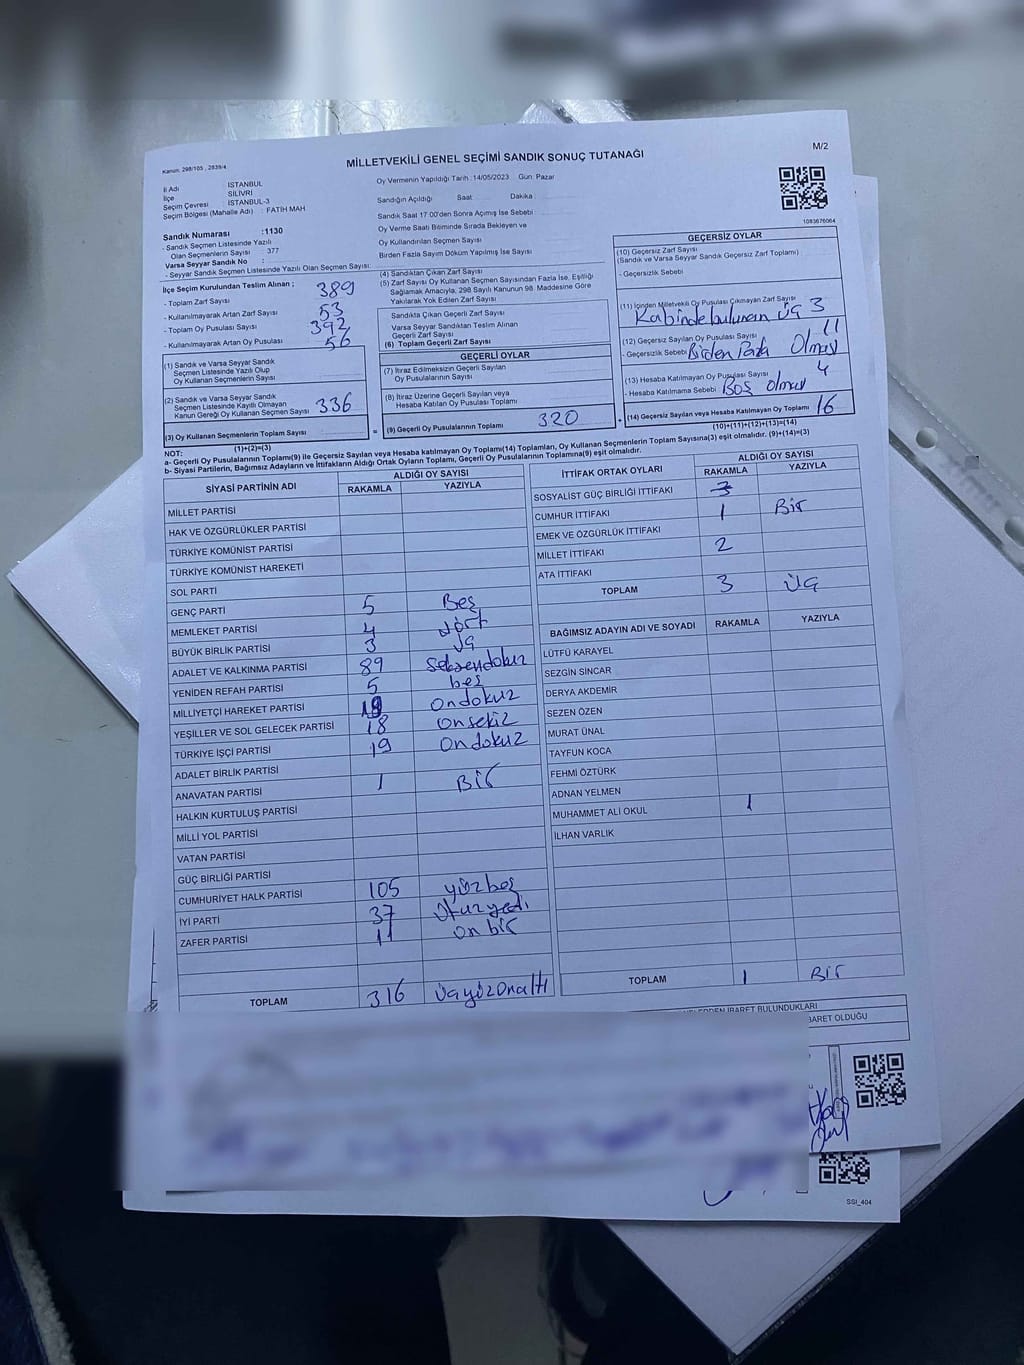 Kanun: 298/105 , 2839/4
MİLLETVEKİLİ GENEL SEÇİMİ SANDIK SONUÇ TUTANAĞI
M/2
İl Adı İSTANBUL
İlçe SİLİVRİ
Seçim Çevresi İSTANBUL-3
Seçim Bölgesi (Mahalle Adı) : FATİH MAH
Sandık Numarası :1130
- Sandık Seçmen Listesinde Yazılı
Olan Seçmenlerin Sayısı 377
Varsa Seyyar Sandık No :
- Seyyar Sandık Seçmen Listesinde Yazılı Olan Seçmen Sayısı:
Oy Vermenin Yapıldığı Tarih :14/05/2023 Gün: Pazar
Sandığın Açıldığı Saat Dakika
Sandık Saat 17.00'den Sonra Açımış İse Sebebi
Oy Verme Saati Bitiminde Sırada Bekleyen ve
Oy Kullandırılan Seçmen Sayısı
Birden Fazla Sayım Döküm Yapılmış İse Sayısı
1083676064
İlçe Seçim Kurulundan Teslim Alınan ;
- Toplam Zarf Sayısı 389
- Kullanılmayarak Artan Zarf Sayısı 53
- Toplam Oy Pusulası Sayısı 392
- Kullanılmayarak Artan Oy Pusulası 56
(1) Sandık ve Varsa Seyyar Sandık
Seçmen Listesinde Yazılı Olup
Oy Kullanan Seçmenlerin Sayısı
(2) Sandık ve Varsa Seyyar Sandık
Seçmen Listesinde Kayıtlı Olmayan
Kanun Gereği Oy Kullanan Seçmen Sayısı 336
(3) Oy Kullanan Seçmenlerin Toplam Sayısı
(1)+(2)=(3)
(4) Sandıktan Çıkan Zarf Sayısı
(5) Zarf Sayısı Oy Kullanan Seçmen Sayısından Fazla İse, Eşitliği
Sağlamak Amacıyla, 298 Sayılı Kanunun 98. Maddesine Göre
Yakılarak Yok Edilen Zarf Sayısı
Sandıkta Çıkan Geçerli Zarf Sayısı
Varsa Seyyar Sandıktan Teslim Alınan
Geçerli Zarf Sayısı
(6) Toplam Geçerli Zarf Sayısı
GEÇERLİ OYLAR
(7) İtiraz Edilmeksizin Geçerli Sayılan
Oy Pusulalarının Sayısı
(8) İtiraz Üzerine Geçerli Sayılan veya
Hesaba Katılan Oy Pusulası Toplamı
= (9) Geçerli Oy Pusulalarının Toplamı 320
GEÇERSİZ OYLAR
(10) Geçersiz Zarf Sayısı
(Sandık ve Varsa Seyyar Sandık Geçersiz Zarf Toplamı)
- Geçersizlik Sebebi
(11) İçinden Milletvekili Oy Pusulası Çıkmayan Zarf Sayısı
Kabinde bulunan üç 3
(12) Geçersiz Sayılan Oy Pusulası Sayısı 11
- Geçersizlik Sebebi Birden Fazla Olmay
(13) Hesaba Katılmayan Oy Pusulası Sayısı 4
- Hesaba Katılmama Sebebi Boş olmay
+ (14) Geçersiz Sayılan veya Hesaba Katılmayan Oy Toplamı 16
(10)+(11)+(12)+(13)=(14)
NOT:
a- Geçerli Oy Pusulalarının Toplamı(9) ile Geçersiz Sayılan veya Hesaba katılmayan Oy Toplamı(14) Toplamları, Oy Kullanan Seçmenlerin Toplam Sayısına(3) eşit olmalıdır. (9)+(14)=(3)
b- Siyasi Partilerin, Bağımsız Adayların ve İttifakların Aldığı Ortak Oyların Toplamı, Geçerli Oy Pusulalarının Toplamına(9) eşit olmalıdır.
SİYASİ PARTİNİN ADI ALDIĞI OY SAYISI
RAKAMLA YAZIYLA
MİLLET PARTİSİ
HAK VE ÖZGÜRLÜKLER PARTİSİ
TÜRKİYE KOMÜNİST PARTİSİ
TÜRKİYE KOMÜNİST HAREKETİ
SOL PARTİ
GENÇ PARTİ 5 Beş
MEMLEKET PARTİSİ 4 dört
BÜYÜK BİRLİK PARTİSİ 3 üç
ADALET VE KALKINMA PARTİSİ 89 seksendokuz
YENİDEN REFAH PARTİSİ 5 beş
MİLLİYETÇİ HAREKET PARTİSİ 19 ondokuz
YEŞİLLER VE SOL GELECEK PARTİSİ 18 onsekiz
TÜRKİYE İŞÇİ PARTİSİ 19 ondokuz
ADALET BİRLİK PARTİSİ
ANAVATAN PARTİSİ 1 Bir
HALKIN KURTULUŞ PARTİSİ
MİLLİ YOL PARTİSİ
VATAN PARTİSİ
GÜÇ BİRLİĞİ PARTİSİ
CUMHURİYET HALK PARTİSİ 105 yüzbeş
İYİ PARTİ 37 otuzyedi
ZAFER PARTİSİ 11 onbir
TOPLAM 316 üçyüzonaltı
İTTİFAK ORTAK OYLARI ALDIĞI OY SAYISI
RAKAMLA YAZIYLA
SOSYALİST GÜÇ BİRLİĞİ İTTİFAKI 3
CUMHUR İTTİFAKI 1 Bir
EMEK VE ÖZGÜRLÜK İTTİFAKI
MİLLET İTTİFAKI 2
ATA İTTİFAKI
TOPLAM 3 üç
BAĞIMSIZ ADAYIN ADI VE SOYADI RAKAMLA YAZIYLA
LÜTFÜ KARAYEL
SEZGİN SİNCAR
DERYA AKDEMİR
SEZEN ÖZEN
MURAT ÜNAL
TAYFUN KOCA
FEHMİ ÖZTÜRK
ADNAN YELMEN
MUHAMMET ALİ OKUL 1
İLHAN VARLIK
TOPLAM 1 Bir
İBARET BULUNDUKLARI
BARET OLDUĞU
SSİ_404